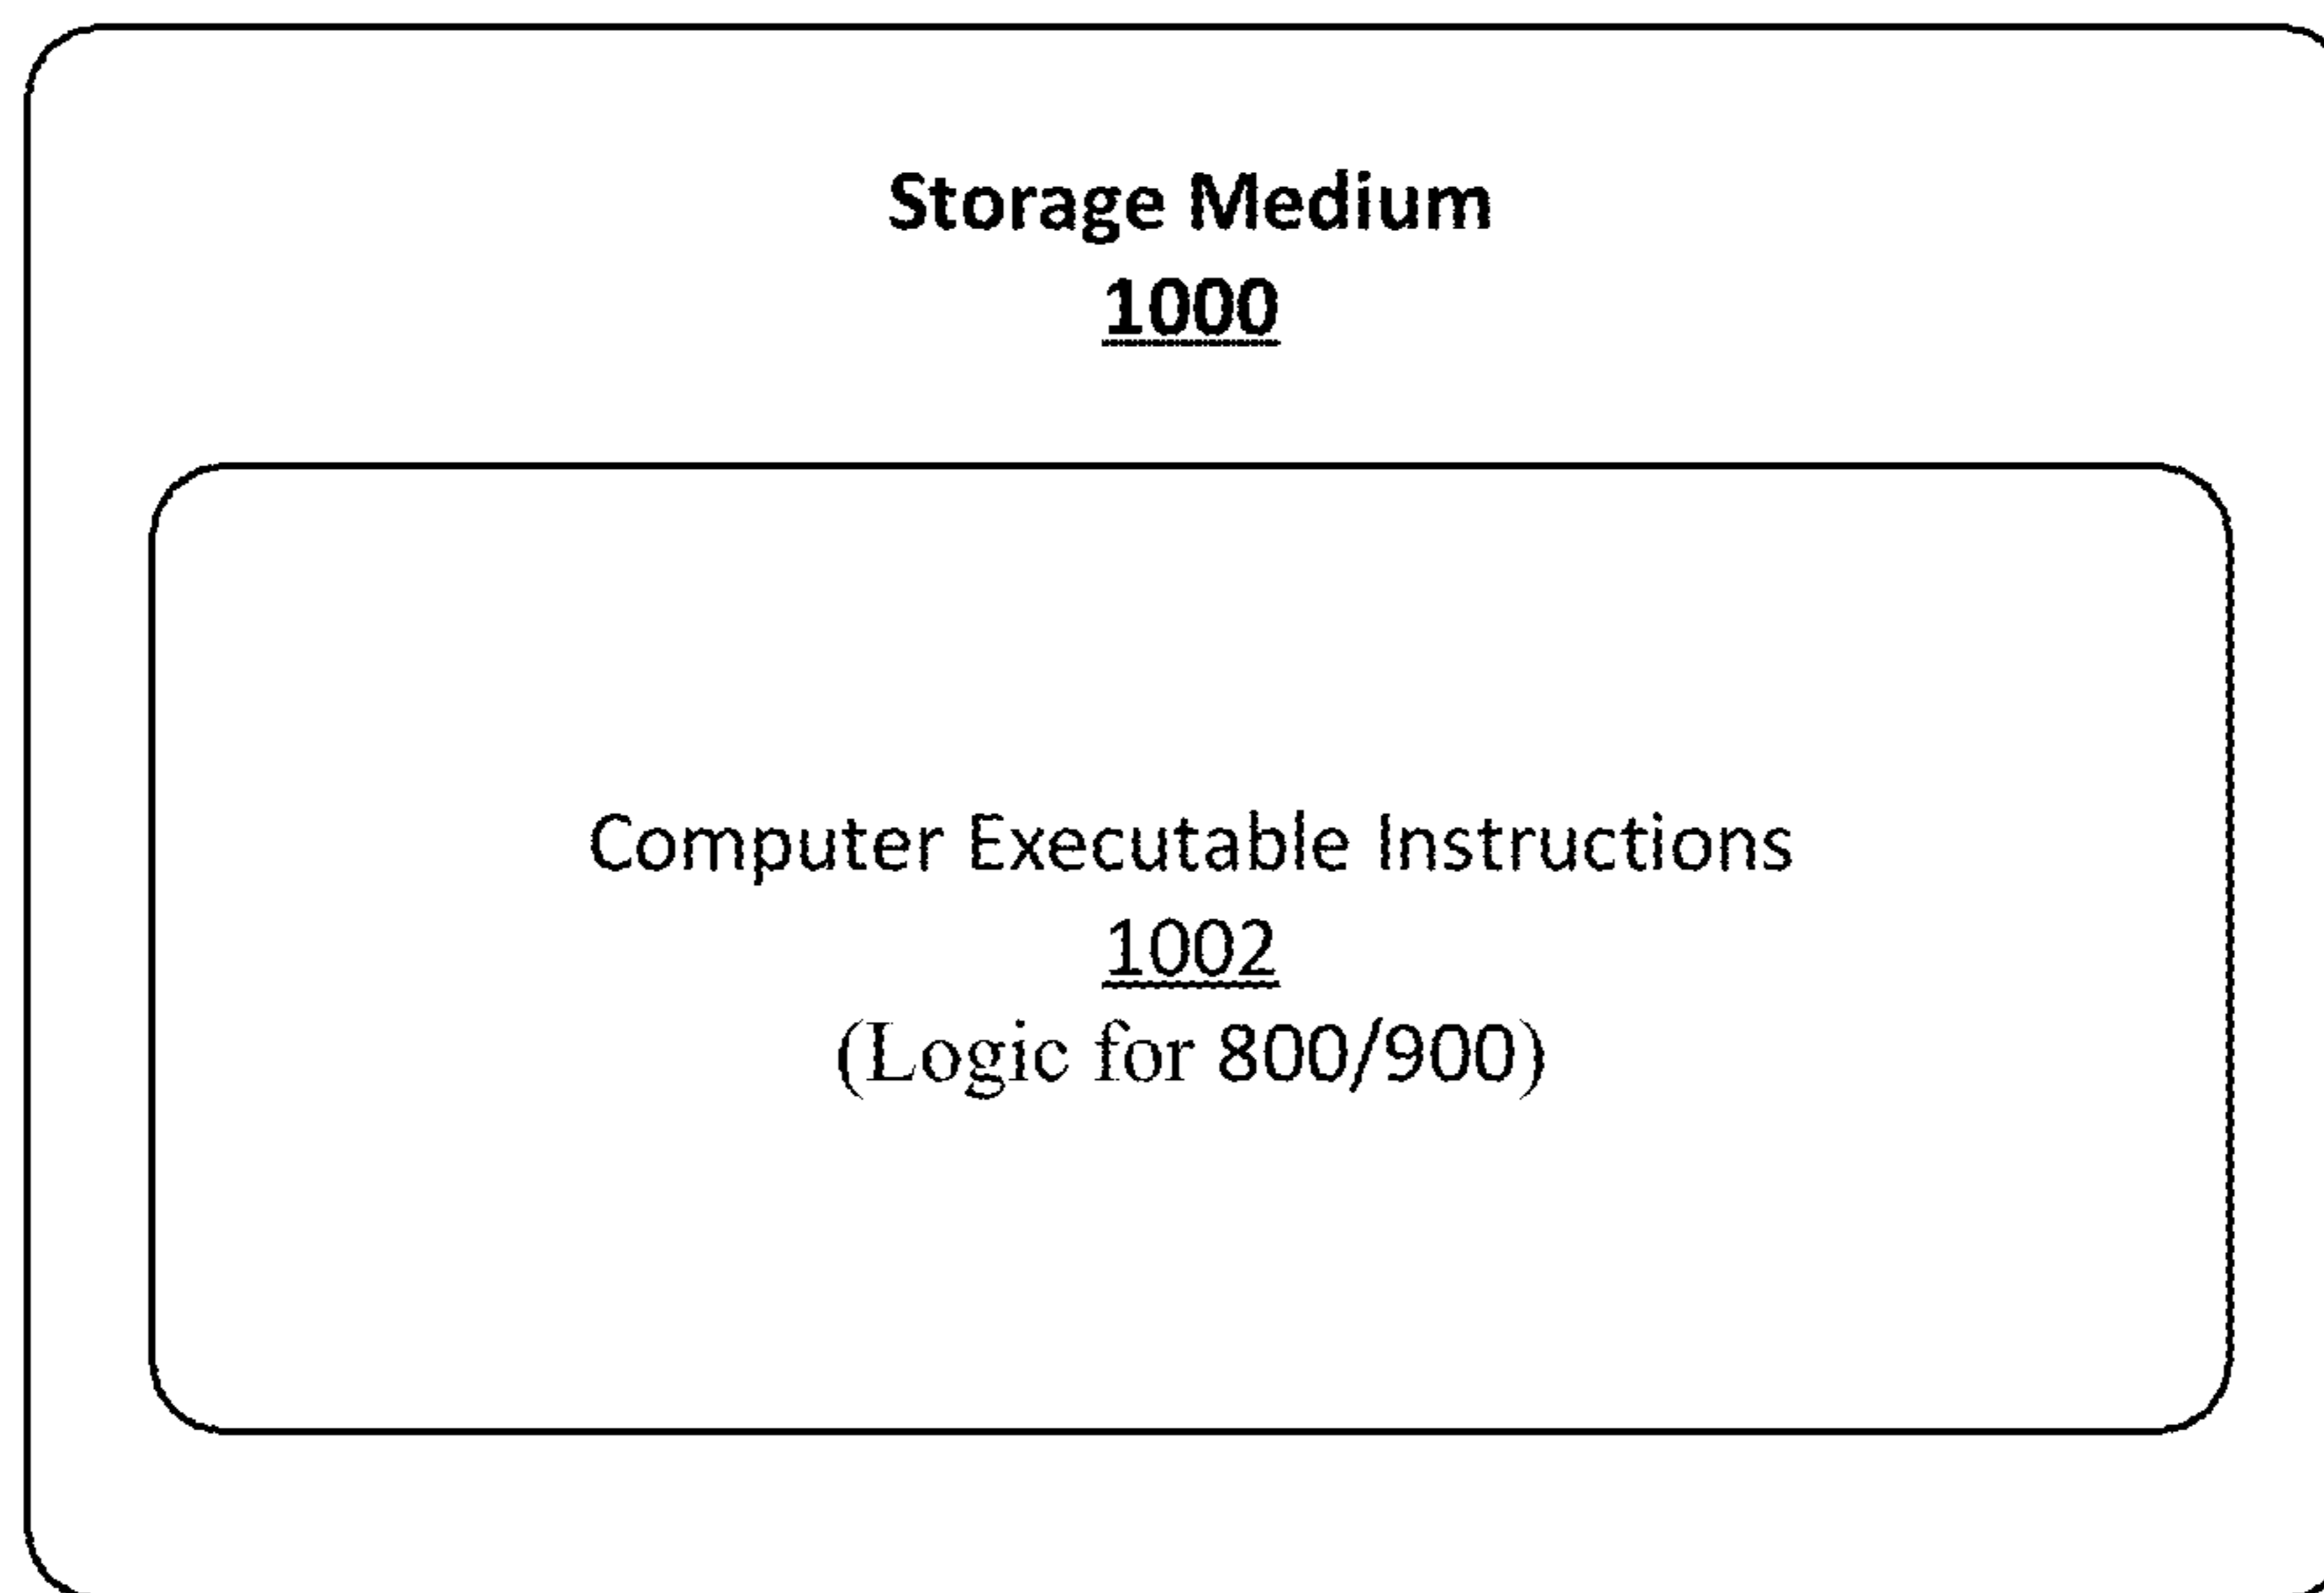 Storage Medium
1000
Computer Executable Instructions
1002
(Logic for 800/900)